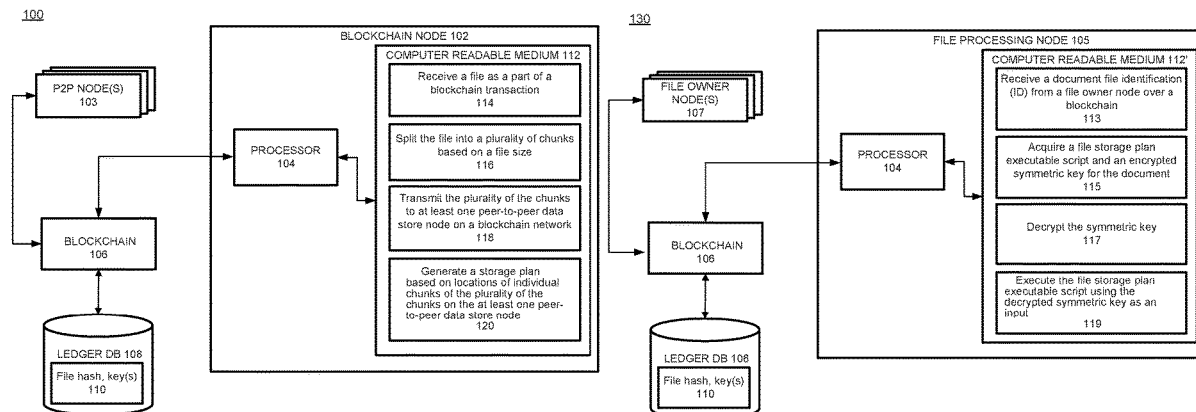 100
BLOCKCHAIN NODE 102
COMPUTER READABLE MEDIUM 112
P2P NODE(S)
103
PROCESSOR
104
Receive a file as a part of a
blockchain transaction
114
Split the file into a plurality of chunks
based on a file size
116
Transmit the plurality of the chunks
to at least one peer-to-peer data
store node on a blockchain network
118
Generate a storage plan
based on locations of individual
chunks of the plurality of the
chunks on the at least one peer-
to-peer data store node
120
BLOCKCHAIN
106
LEDGER DB 108
File hash, key(s)
110
130
FILE PROCESSING NODE 105
COMPUTER READABLE MEDIUM 112'
FILE OWNER
NODE(S)
107
PROCESSOR
104
Receive a document file identification
(ID) from a file owner node over a
blockchain
113
Acquire a file storage plan
executable script and an encrypted
symmetric key for the document
115
Decrypt the symmetric key
117
Execute the file storage plan
executable script using the
decrypted symmetric key as an
input
119
BLOCKCHAIN
106
LEDGER DB 108
File hash, key(s)
110